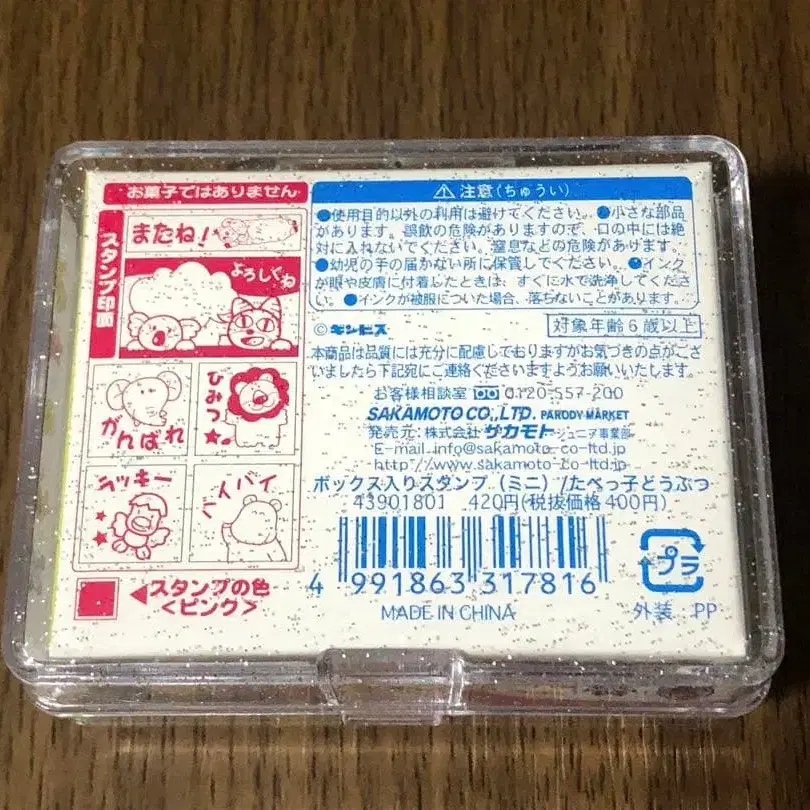 お菓子ではありません
スタンプ印面
またね!
よろしくね
がんばれ
ひみつ
ラッキー
バイバイ
スタンプの色
<ピンク>
⚠注意(ちゅうい)
●使用目的以外の利用は避けてください。●小さな部品
があります。誤飲の危険がありますので、口の中には絶
対に入れないでください。窒息などの危険があります。
●幼児の手の届かない所に保管してください。●インク
が眼や皮膚に付着したときは、すぐに水で洗浄してくださ
い。●インクが被服についた場合、落ちないことがあります。
©ギンビス
対象年齢6歳以上
本商品は品質には充分に配慮しておりますがお気づきの点がござ
いましたら下記宛にご連絡くださいますようお願いいたします。
お客様相談室 0120-557-200
SAKAMOTO CO.,LTD. PARODY MARKET
発売元:株式会社サカモト ジュニア事業部
E-mail info@sakamoto-co-ltd.jp
http://www.sakamoto-co-ltd.jp
ボックス入りスタンプ(ミニ)/たべっ子どうぶつ
43901801 420円(税抜価格400円)
4 991863 317816
MADE IN CHINA
プラ
外装 PP